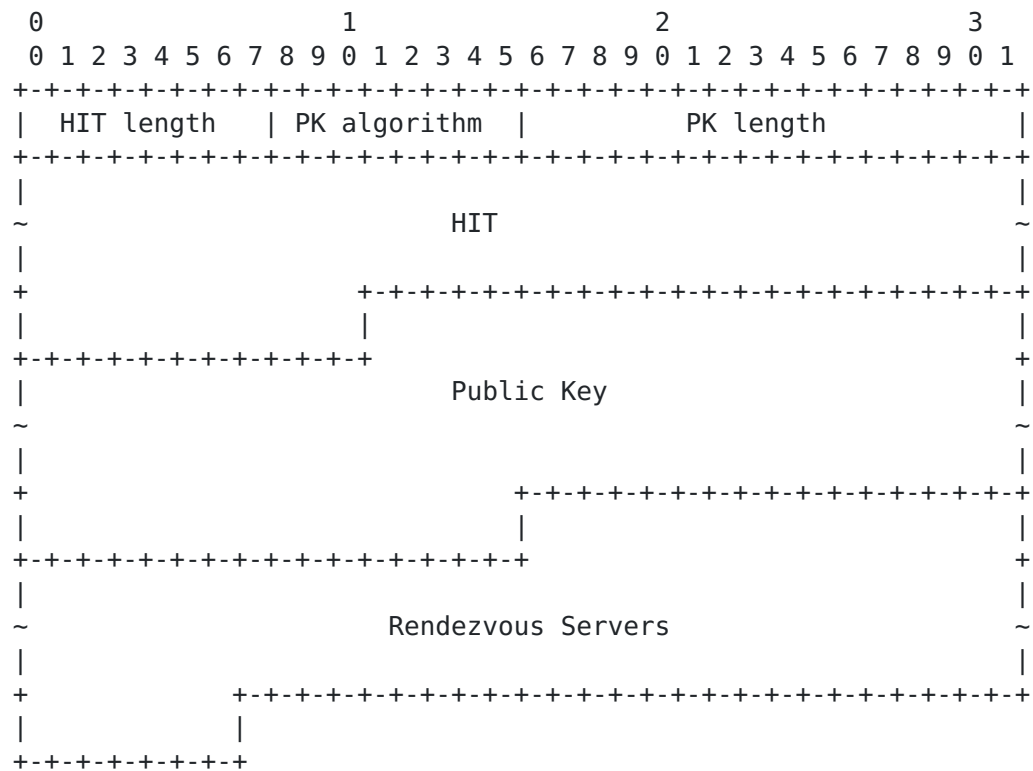 0                   1                   2                   3
 0 1 2 3 4 5 6 7 8 9 0 1 2 3 4 5 6 7 8 9 0 1 2 3 4 5 6 7 8 9 0 1
+-+-+-+-+-+-+-+-+-+-+-+-+-+-+-+-+-+-+-+-+-+-+-+-+-+-+-+-+-+-+-+-+
|  HIT length   | PK algorithm  |          PK length            |
+-+-+-+-+-+-+-+-+-+-+-+-+-+-+-+-+-+-+-+-+-+-+-+-+-+-+-+-+-+-+-+-+
|                                                               |
~                           HIT                                 ~
|                                                               |
+                     +-+-+-+-+-+-+-+-+-+-+-+-+-+-+-+-+-+-+-+-+-+
|                     |                                         |
+-+-+-+-+-+-+-+-+-+-+-+                                         +
|                           Public Key                          |
~                                                               ~
|                                                               |
+                               +-+-+-+-+-+-+-+-+-+-+-+-+-+-+-+-+
|                               |                               |
+-+-+-+-+-+-+-+-+-+-+-+-+-+-+-+-+                               +
|                                                               |
~                       Rendezvous Servers                      ~
|                                                               |
+             +-+-+-+-+-+-+-+-+-+-+-+-+-+-+-+-+-+-+-+-+-+-+-+-+-+
|             |
+-+-+-+-+-+-+-+